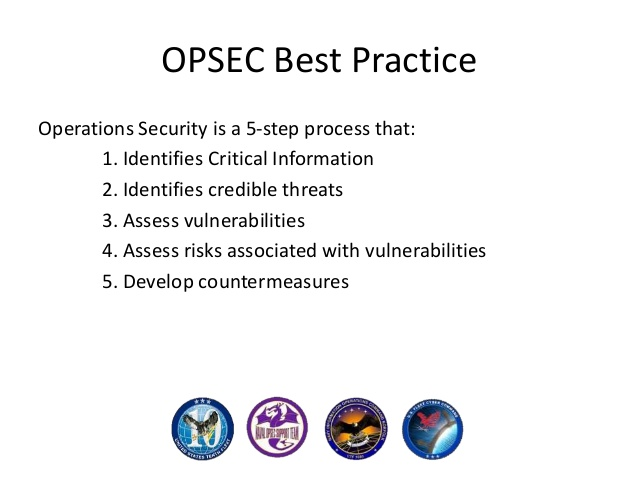 OPSEC Best Practice
Operations Security is a 5-step process that:
1. Identifies Critical Information
2. Identifies credible threats
3. Assess vulnerabilities
4. Assess risks associated with vulnerabilities
5. Develop countermeasures
10
UNITED STATES TENTH FLEET
NAVAL OPSEC SUPPORT TEAM
U.S. FLEET CYBER COMMAND